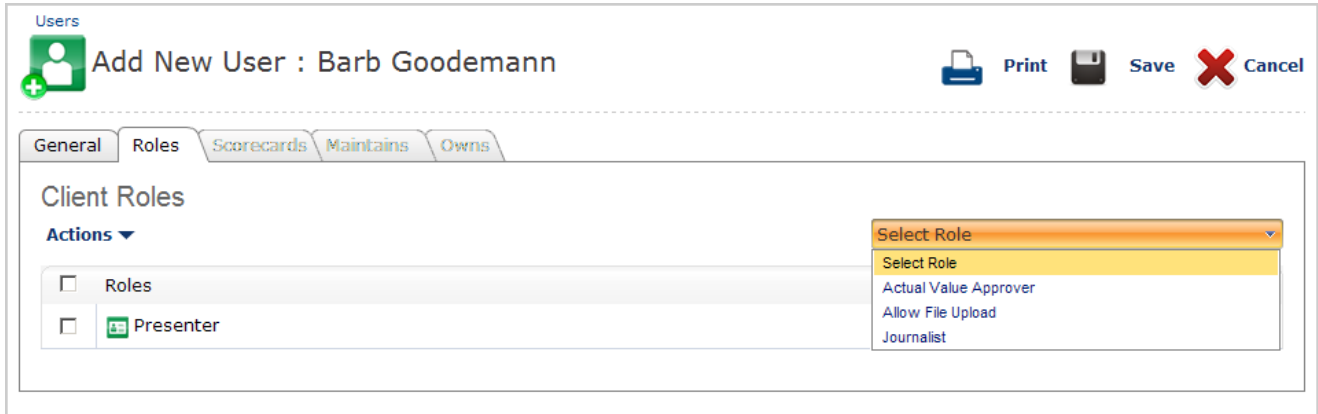 Users
Add New User : Barb Goodemann
Print Save Cancel
General Roles Scorecards Maintains Owns
Client Roles
Actions
Select Role
Select Role
Roles
Actual Value Approver
Allow File Upload
Presenter
Journalist